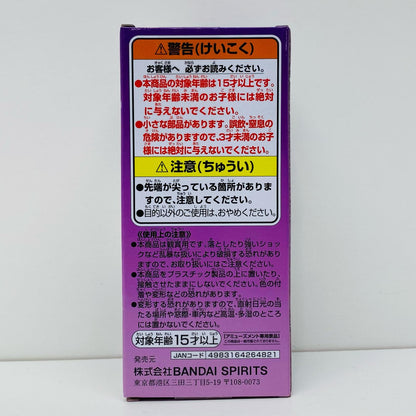 ⚠警告(けいこく)
お客様へ 必ずお読みください。
●本商品の対象年齢は15才以上です。
対象年齢未満のお子様には絶対
に与えないでください。
●小さな部品があります。誤飲・窒息の
危険がありますので、3才未満のお子
様には絶対に与えないでください。
⚠注意(ちゅうい)
●先端が尖っている箇所がありま
すので、注意してください。
●目的以外のご使用は、おやめください。
《使用上の注意》
●本商品は観賞用です。落としたり強いショッ
クなど乱暴な扱いにより破損する恐れがありま
すので、お取り扱いにはご注意ください。
●本商品をプラスチック製品の上に置いたり、
接触させたままにしないでください。色の付
着や変形などの恐れがあります。
●変形する恐れがありますので、直射日光の当
たる場所や窓際・車内など高温・多湿のところに
は置かないでください。
対象年齢15才以上
《アミューズメント専用景品》
発売元
JANコード 4983164264821
株式会社BANDAI SPIRITS
東京都港区三田三丁目5-19 〒108-0073